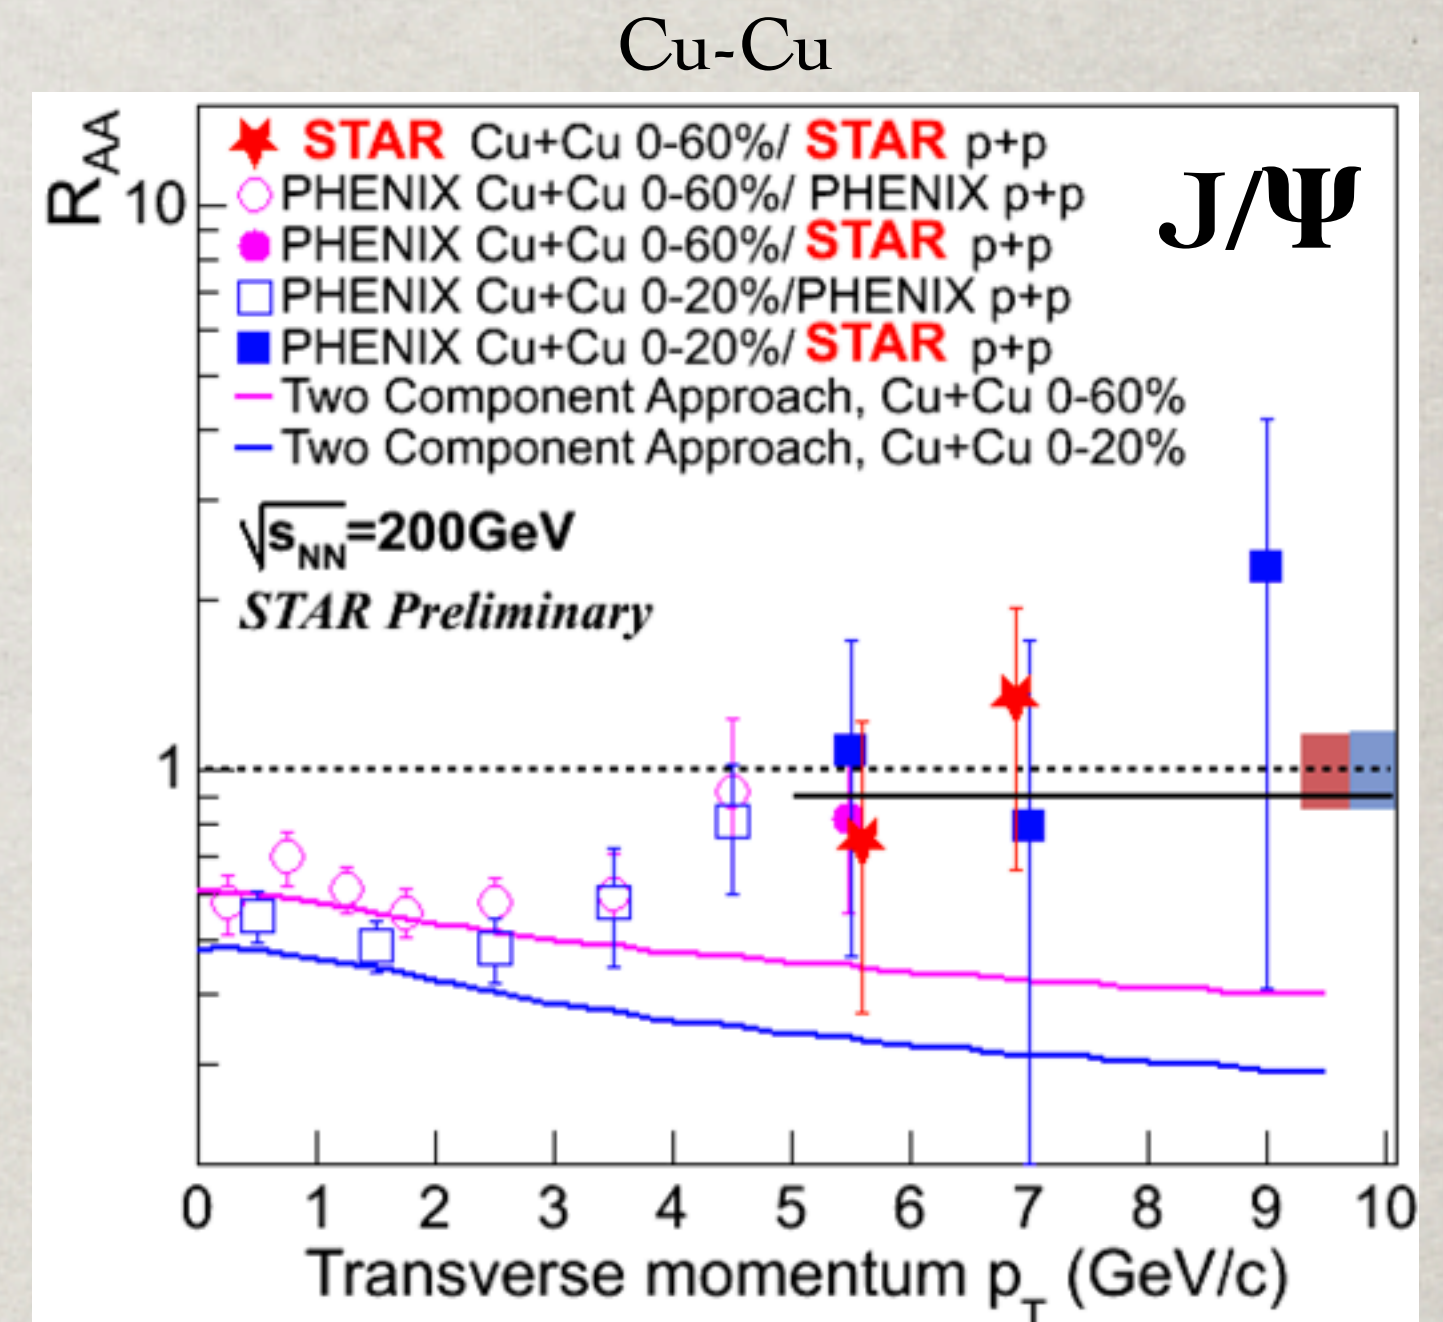 Cu-Cu
R_AA
STAR Cu+Cu 0-60%/ STAR p+p
PHENIX Cu+Cu 0-60%/ PHENIX p+p
PHENIX Cu+Cu 0-60%/ STAR p+p
PHENIX Cu+Cu 0-20%/PHENIX p+p
PHENIX Cu+Cu 0-20%/ STAR p+p
Two Component Approach, Cu+Cu 0-60%
Two Component Approach, Cu+Cu 0-20%
J/Ψ
√s_NN=200GeV
STAR Preliminary
10
1
0 1 2 3 4 5 6 7 8 9 10
Transverse momentum p_T (GeV/c)